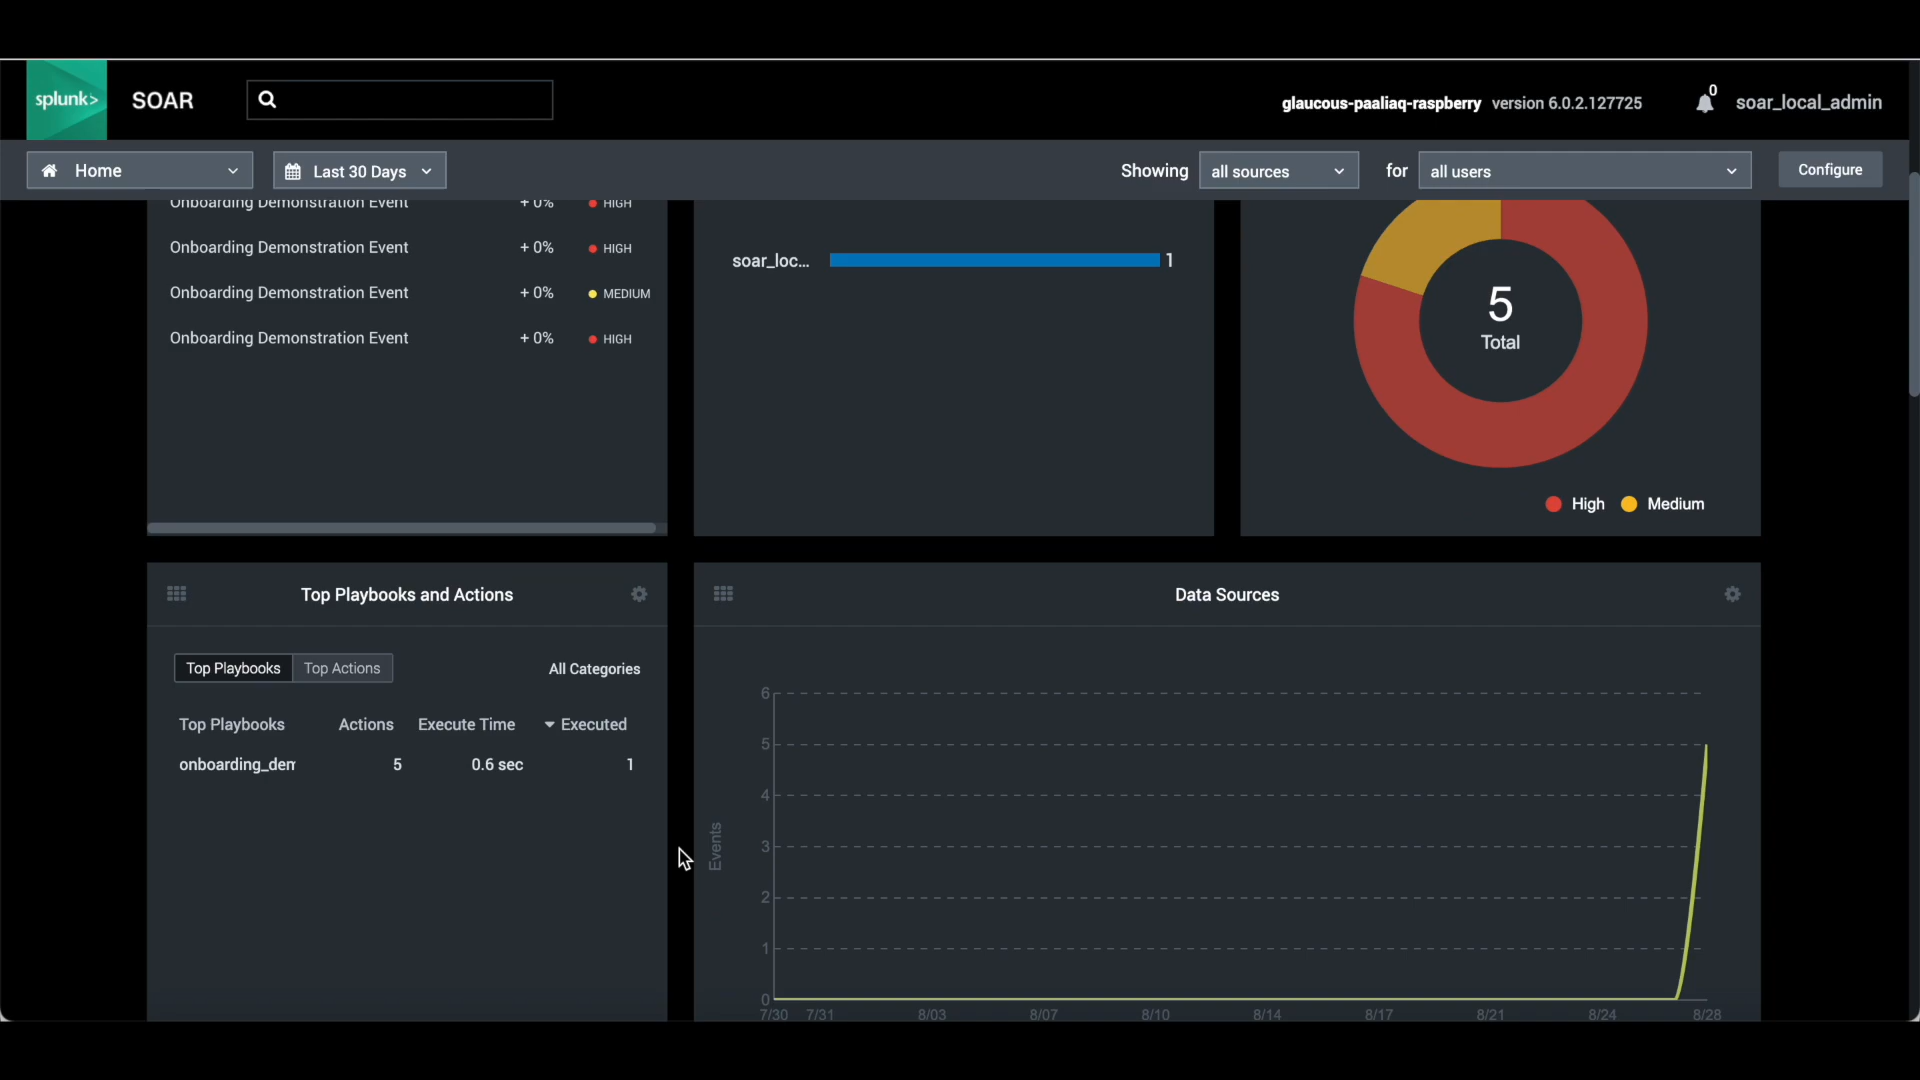 splunk>
SOAR
glaucous-paaliaq-raspberry version 6.0.2.127725
0
soar_local_admin
Home
Last 30 Days
Showing
all sources
for
all users
Configure
Onboarding Demonstration Event + 0% HIGH
Onboarding Demonstration Event + 0% HIGH
Onboarding Demonstration Event + 0% MEDIUM
Onboarding Demonstration Event + 0% HIGH
soar_loc... 1
5
Total
High Medium
Top Playbooks and Actions
Top Playbooks Top Actions All Categories
Top Playbooks Actions Execute Time Executed
onboarding_den 5 0.6 sec 1
Data Sources
Events
6
5
4
3
2
1
0
7/30 7/31 8/03 8/07 8/10 8/14 8/17 8/21 8/24 8/28